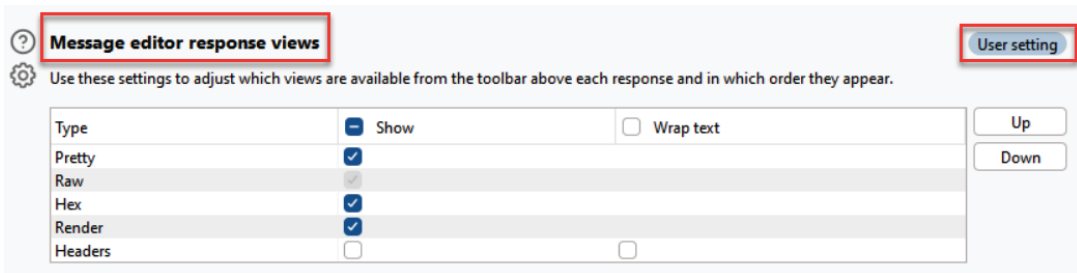 Message editor response views
User setting
Use these settings to adjust which views are available from the toolbar above each response and in which order they appear.
Type Show Wrap text
Up
Pretty
Down
Raw
Hex
Render
Headers